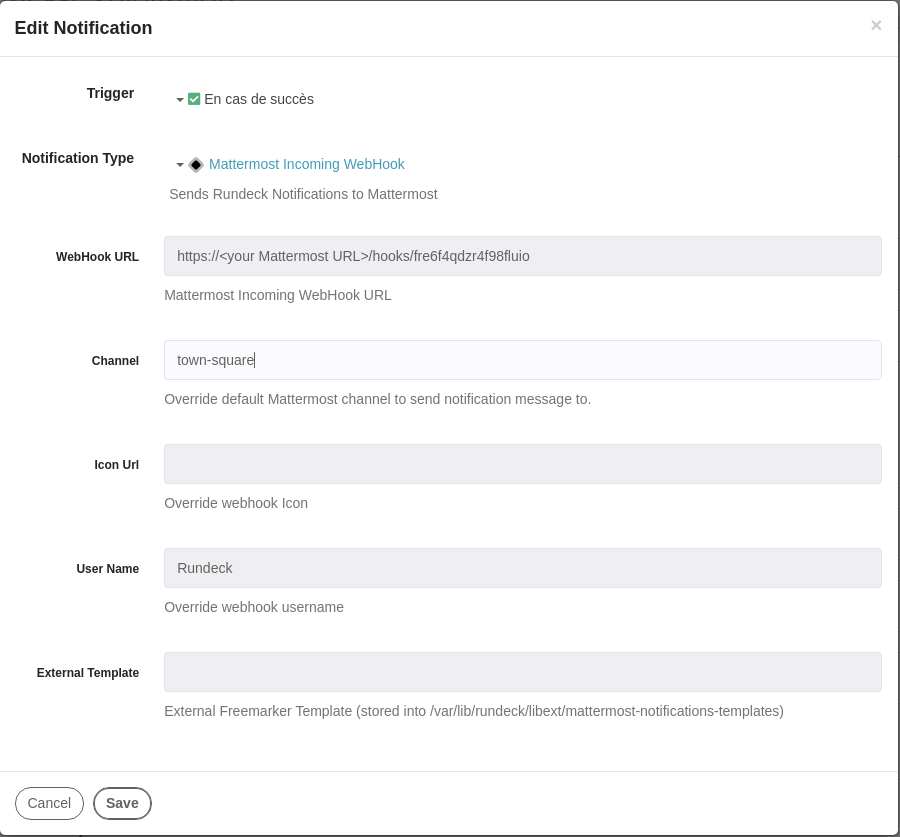 Edit Notification
×
Trigger
En cas de succès
Notification Type
Mattermost Incoming WebHook
Sends Rundeck Notifications to Mattermost
WebHook URL
https://<your Mattermost URL>/hooks/fre6f4qdzr4f98fluio
Mattermost Incoming WebHook URL
Channel
town-square
Override default Mattermost channel to send notification message to.
Icon Url
Override webhook Icon
User Name
Rundeck
Override webhook username
External Template
External Freemarker Template (stored into /var/lib/rundeck/libext/mattermost-notifications-templates)
Cancel
Save